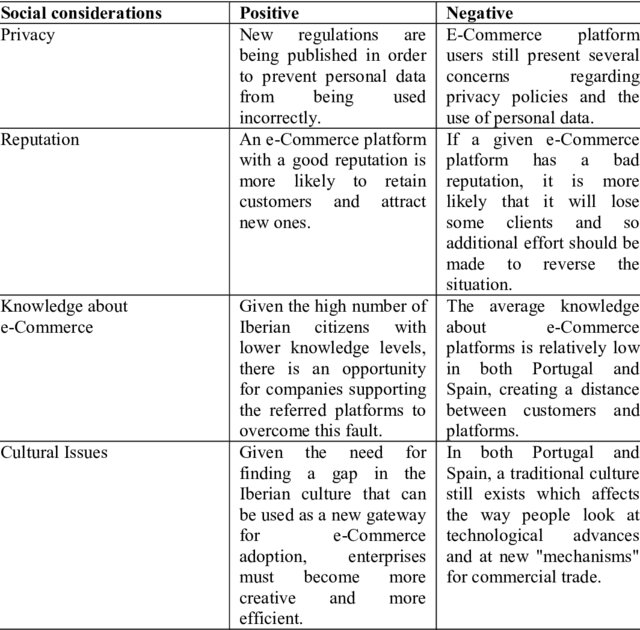 Social considerations
Positive
Negative
Privacy
New regulations are
being published in order
to prevent personal data
from being used
incorrectly.
E-Commerce platform
users still present several
concerns regarding
privacy policies and the
use of personal data.
Reputation
An e-Commerce platform
with a good reputation is
more likely to retain
customers and attract
new ones.
If a given e-Commerce
platform has a bad
reputation, it is more
likely that it will lose
some clients and so
additional effort should be
made to reverse the
situation.
Knowledge about
e-Commerce
Given the high number of
Iberian citizens with
lower knowledge levels,
there is an opportunity
for companies supporting
the referred platforms to
overcome this fault.
The average knowledge
about e-Commerce
platforms is relatively low
in both Portugal and
Spain, creating a distance
between customers and
platforms.
Cultural Issues
Given the need for
finding a gap in the
Iberian culture that can
be used as a new gateway
for e-Commerce
adoption, enterprises
must become more
creative and more
efficient.
In both Portugal and
Spain, a traditional culture
still exists which affects
the way people look at
technological advances
and at new "mechanisms"
for commercial trade.